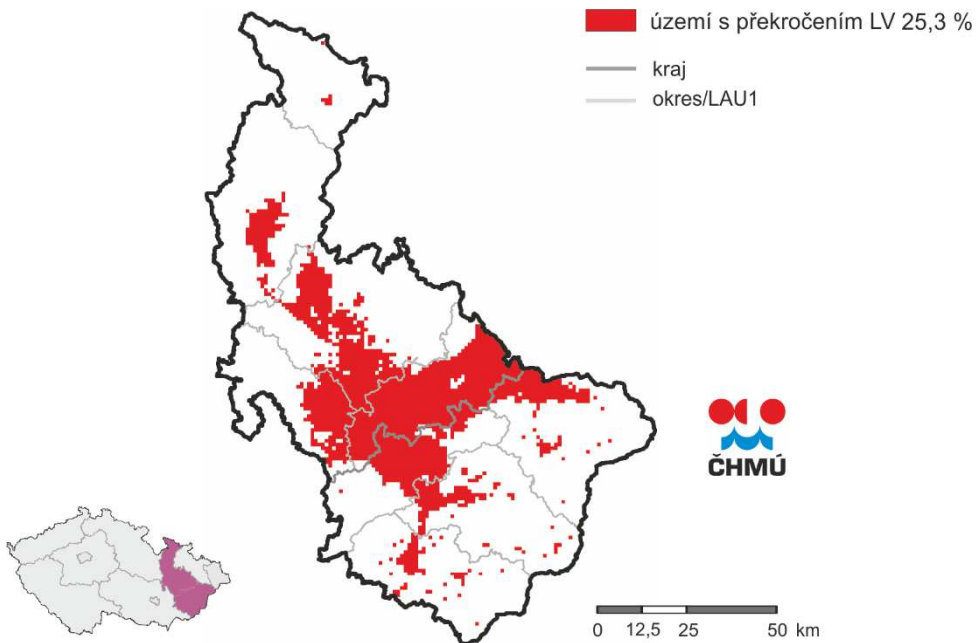 území s překročením LV 25,3 %
kraj
okres/LAU1
ČHMÚ
0 12,5 25 50 km